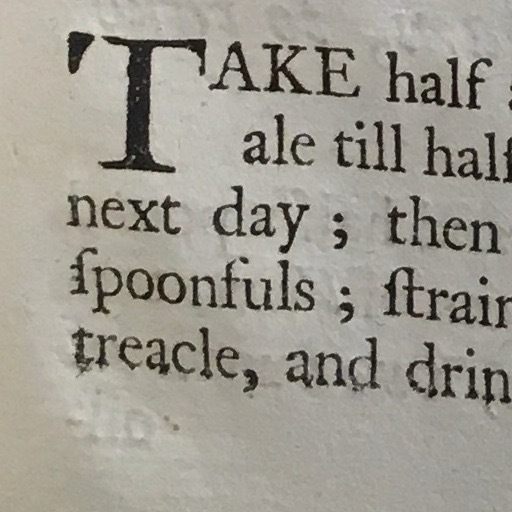 TAKE half
ale till half
next day ; then
ſpoonfuls ; ſtrain
treacle, and drin